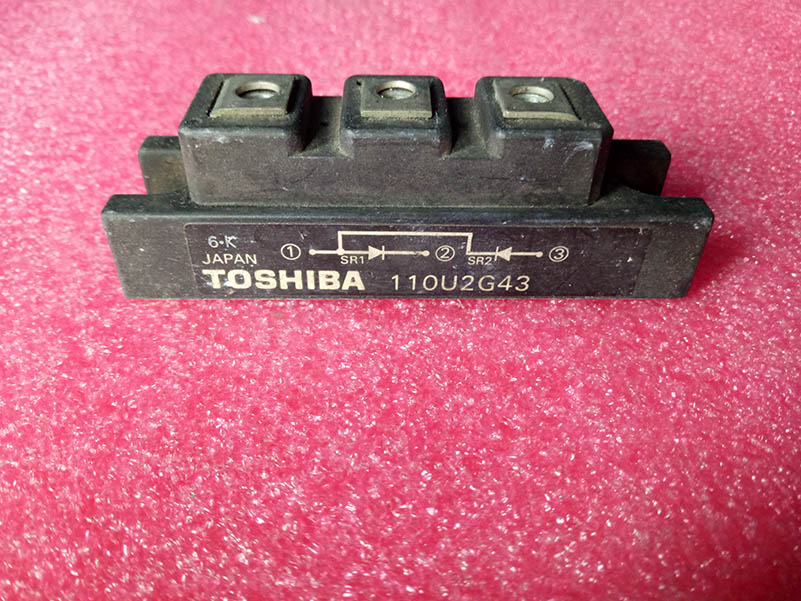 6-K
JAPAN
① SR1 ② SR2 ③
TOSHIBA 110U2G43